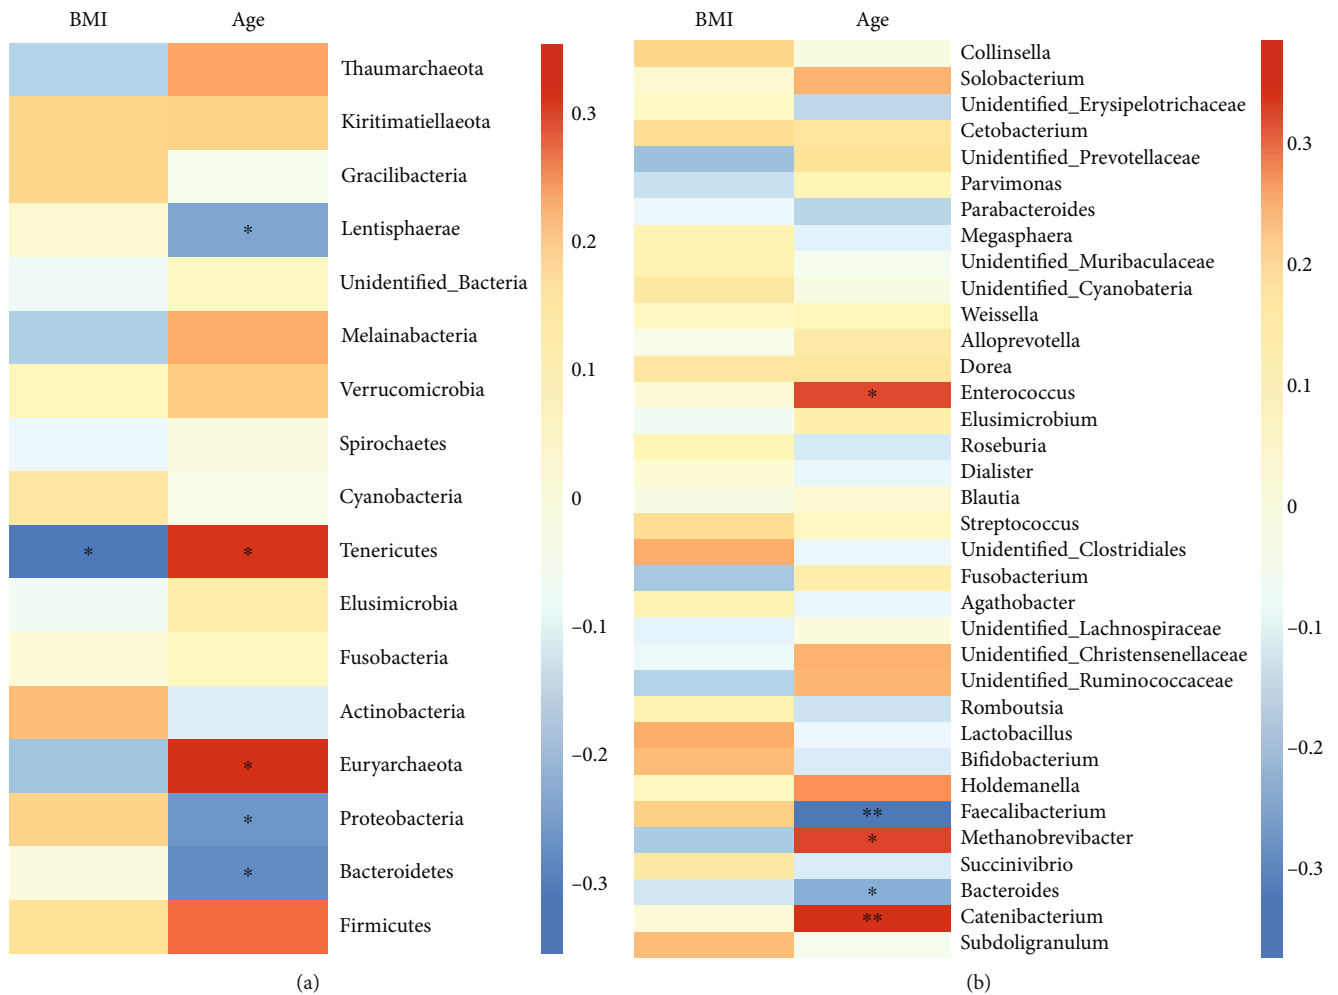 BMI Age
Thaumarchaeota
Kiritimatiellaeota
Gracilibacteria
* Lentisphaerae
Unidentified_Bacteria
Melainabacteria
Verrucomicrobia
Spirochaetes
Cyanobacteria
* * Tenericutes
Elusimicrobia
Fusobacteria
Actinobacteria
* Euryarchaeota
* Proteobacteria
* Bacteroidetes
Firmicutes
0.3
0.2
0.1
0
–0.1
–0.2
–0.3
(a)
BMI Age
Collinsella
Solobacterium
Unidentified_Erysipelotrichaceae
Cetobacterium
Unidentified_Prevotellaceae
Parvimonas
Parabacteroides
Megasphaera
Unidentified_Muribaculaceae
Unidentified_Cyanobateria
Weissella
Alloprevotella
Dorea
* Enterococcus
Elusimicrobium
Roseburia
Dialister
Blautia
Streptococcus
Unidentified_Clostridiales
Fusobacterium
Agathobacter
Unidentified_Lachnospiraceae
Unidentified_Christensenellaceae
Unidentified_Ruminococcaceae
Romboutsia
Lactobacillus
Bifidobacterium
Holdemanella
** Faecalibacterium
* Methanobrevibacter
Succinivibrio
* Bacteroides
** Catenibacterium
Subdoligranulum
0.3
0.2
0.1
0
–0.1
–0.2
–0.3
(b)